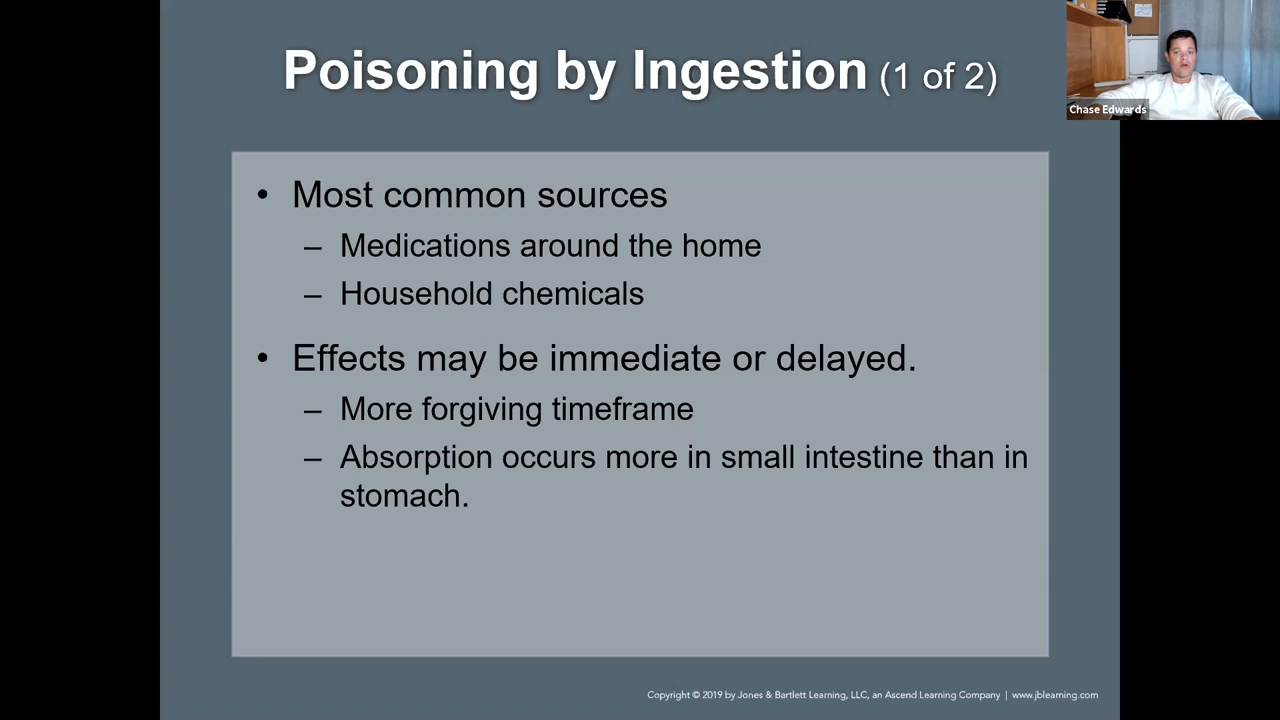 Poisoning by Ingestion (1 of 2)
Chase Edwards
• Most common sources
– Medications around the home
– Household chemicals
• Effects may be immediate or delayed.
– More forgiving timeframe
– Absorption occurs more in small intestine than in
stomach.
Copyright © 2019 by Jones & Bartlett Learning, LLC, an Ascend Learning Company | www.jblearning.com